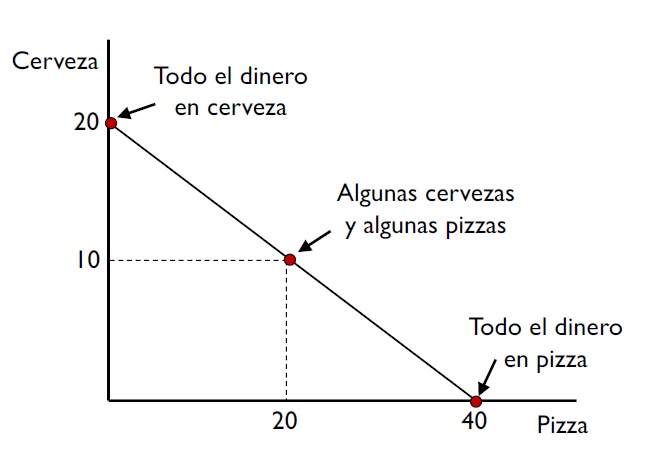 Cerveza
Todo el dinero
en cerveza
20
Algunas cervezas
y algunas pizzas
10
Todo el dinero
en pizza
20
40
Pizza